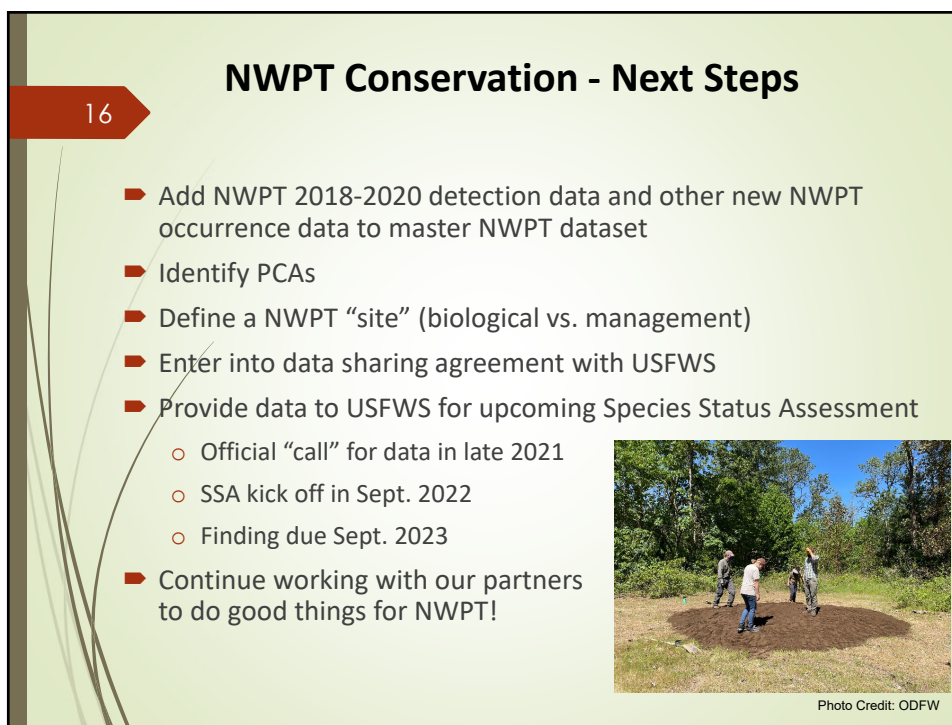 NWPT Conservation - Next Steps
16
Add NWPT 2018-2020 detection data and other new NWPT
occurrence data to master NWPT dataset
Identify PCAs
Define a NWPT “site” (biological vs. management)
Enter into data sharing agreement with USFWS
Provide data to USFWS for upcoming Species Status Assessment
Official “call” for data in late 2021
SSA kick off in Sept. 2022
Finding due Sept. 2023
Continue working with our partners
to do good things for NWPT!
Photo Credit: ODFW